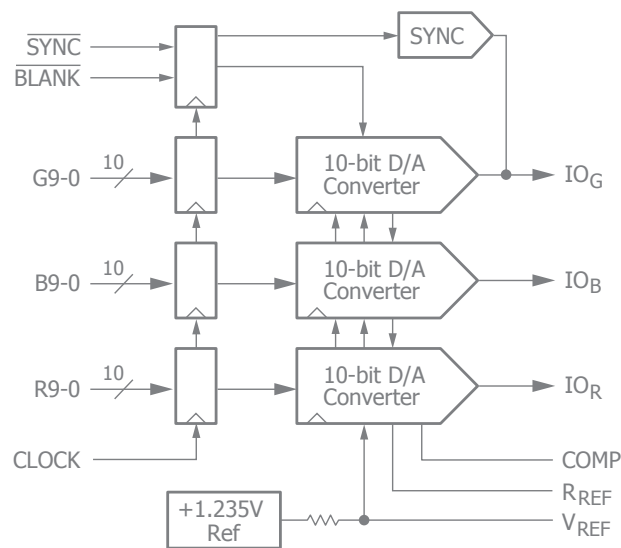 SYNC
SYNC
BLANK
10
G9-0
10-bit D/A
Converter
IOG
10
B9-0
10-bit D/A
Converter
IOB
10
R9-0
10-bit D/A
Converter
IOR
CLOCK
COMP
RREF
+1.235V
Ref
VREF